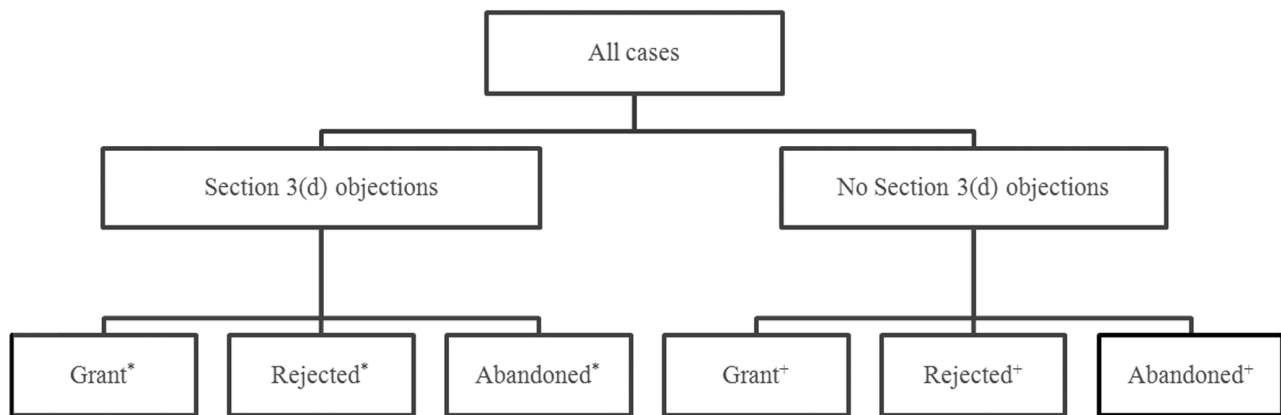 All cases
Section 3(d) objections
No Section 3(d) objections
Grant*
Rejected*
Abandoned*
Grant+
Rejected+
Abandoned+